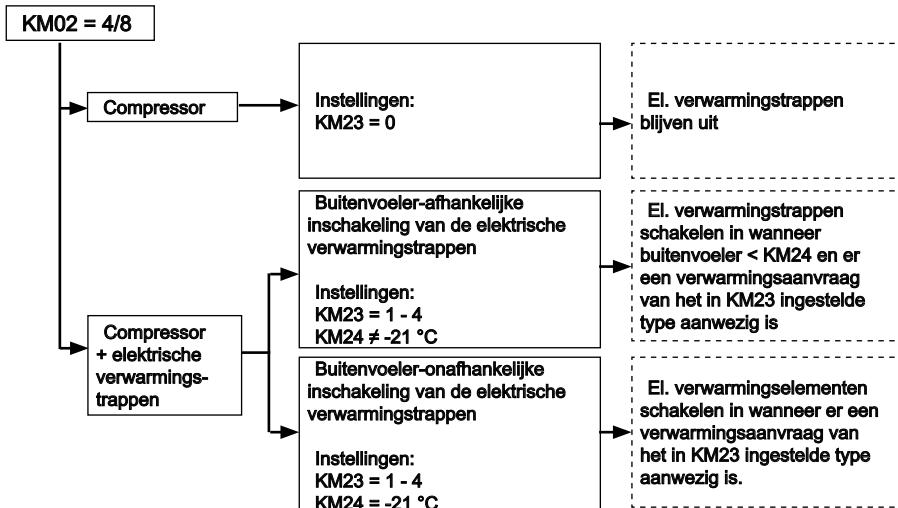 KM02 = 4/8
Compressor
Instellingen:
KM23 = 0
El. verwarmingstrappen
blijven uit
Compressor
+ elektrische
verwarmings-
trappen
Buitenvoeler-afhankelijke
inschakeling van de elektrische
verwarmingstrappen
Instellingen:
KM23 = 1 - 4
KM24 ≠ -21 °C
El. verwarmingstrappen
schakelen in wanneer
buitenvoeler < KM24 en er
een verwarmingsaanvraag
van het in KM23 ingestelde
type aanwezig is
Buitenvoeler-onafhankelijke
inschakeling van de elektrische
verwarmingstrappen
Instellingen:
KM23 = 1 - 4
KM24 = -21 °C
El. verwarmingselementen
schakelen in wanneer er een
verwarmingsaanvraag van
het in KM23 ingestelde type
aanwezig is.